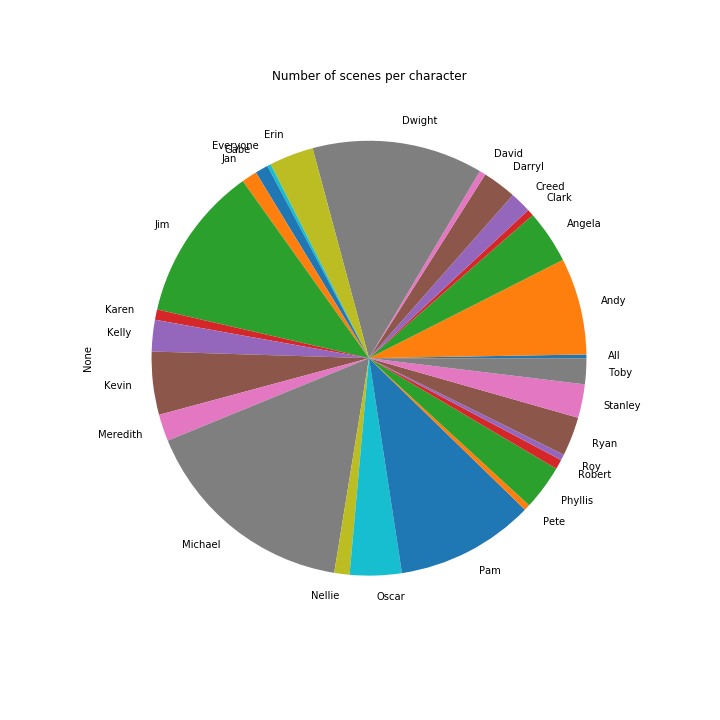 Number of scenes per character
Dwight
David
Darryl
Creed
Clark
Angela
Andy
All
Toby
Stanley
Ryan
Roy
Robert
Phyllis
Pete
Pam
Oscar
Nellie
Michael
Meredith
Kevin
Kelly
Karen
Jim
Jan
Gabe
Everyone
Erin
None